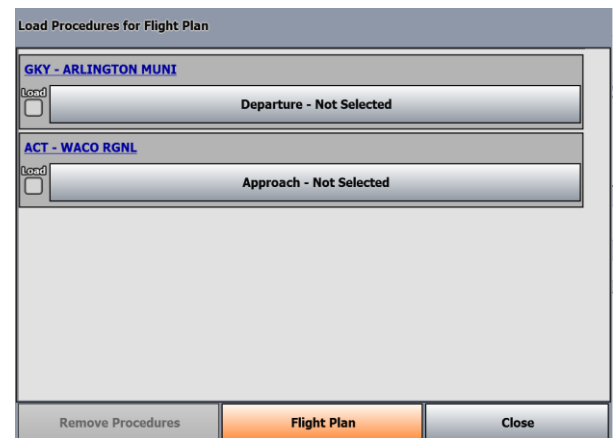 Load Procedures for Flight Plan
GKY - ARLINGTON MUNI
Load
Departure - Not Selected
ACT - WACO RGNL
Load
Approach - Not Selected
Remove Procedures
Flight Plan
Close